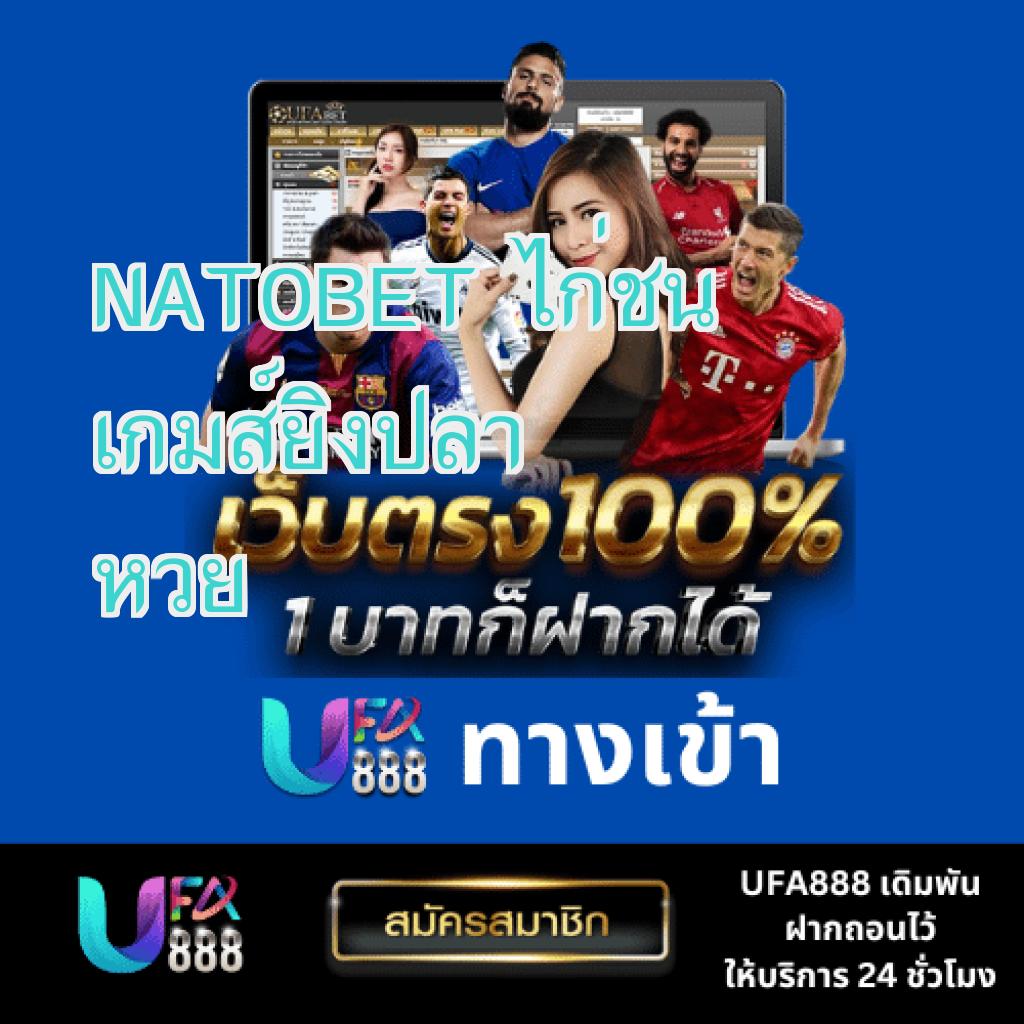 UFABET
NATOBET ไก่ชน
เกมส์ยิงปลา
หวย
เว็บตรง100%
1 บาทก็ฝากได้
UFA
888
ทางเข้า
UFA
888
สมัครสมาชิก
UFA888 เดิมพัน
ฝากถอนไว้
ให้บริการ 24 ชั่วโมง